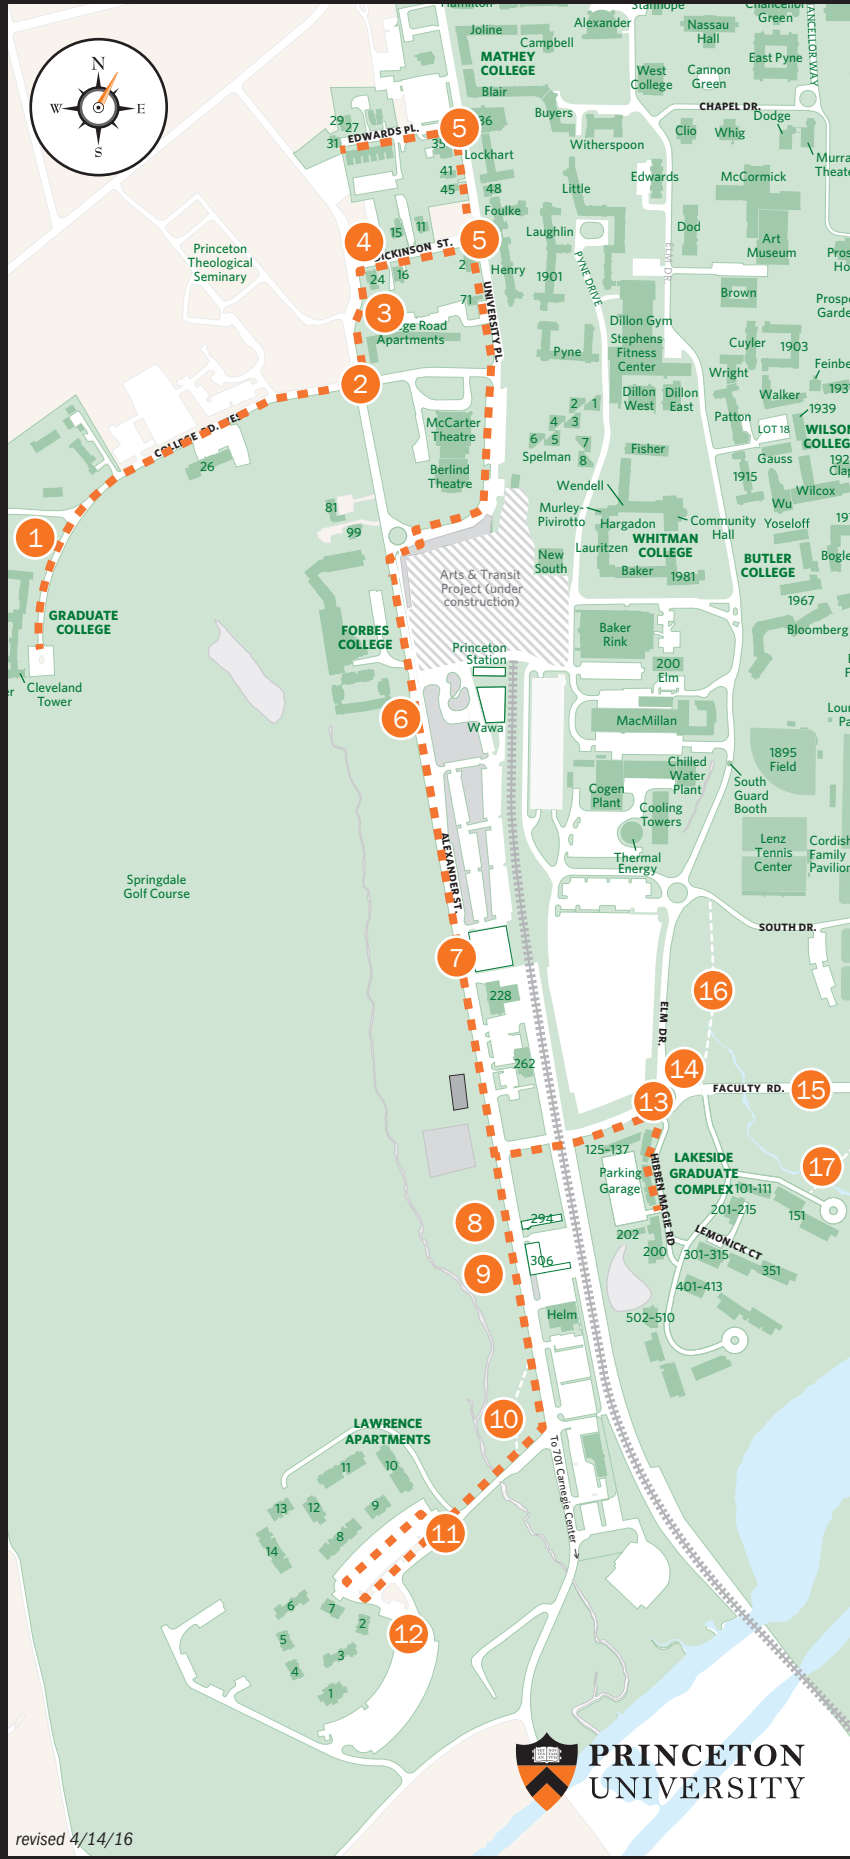 Hamilton
Stanhope
Chancellor
Green
CHANCELLOR WAY
Joline
Alexander
Nassau
Hall
Campbell
MATHEY
COLLEGE
East Pyne
West
College
Cannon
Green
Blair
N
W
E
S
CHAPEL DR.
Buyers
Dodge
29
27
31
EDWARDS PL.
5
36
35
Clio
Whig
Witherspoon
Lockhart
41
45
48
Edwards
McCormick
Little
Foulke
4
15
11
DICKINSON ST.
5
Laughlin
Dod
Art
Museum
Princeton
Theological
Seminary
24
16
2
Henry
1901
PYNE DRIVE
ELM DR.
Brown
3
71
UNIVERSITY PL.
College Road
Apartments
Dillon Gym
Stephens
Fitness
Center
Cuyler
1903
Pyne
Wright
2
Walker
Dillon
West
Dillon
East
2
1
4
3
6
5
7
8
Spelman
Patton
1939
LOT 18
McCarter
Theatre
Berlind
Theatre
Fisher
Gauss
26
Wendell
1915
Wilcox
Wu
81
99
Murley-
Pivirotto
Hargadon
Community
Hall
Yoseloff
1
Lauritzen
WHITMAN
COLLEGE
BUTLER
COLLEGE
New
South
Baker
1981
Arts & Transit
Project (under
construction)
1967
GRADUATE
COLLEGE
FORBES
COLLEGE
Baker
Rink
Bloomberg
Princeton
Station
200
Elm
Cleveland
Tower
6
Wawa
MacMillan
1895
Field
Chilled
Water
Plant
South
Guard
Booth
Cogen
Plant
Cooling
Towers
ALEXANDER ST.
Lenz
Tennis
Center
Cordish
Family
Pavilion
Thermal
Energy
Springdale
Golf Course
SOUTH DR.
7
228
16
ELM DR.
262
14
FACULTY RD.
15
13
125-137
Parking
Garage
HIBBEN MAGIE RD
LAKESIDE
GRADUATE
COMPLEX
101-111
17
201-215
151
8
294
202
200
LEMONICK CT
301-315
351
9
306
401-413
Helm
502-510
10
LAWRENCE
APARTMENTS
To 701 Carnegie Center
11
10
13
12
9
14
8
11
6
7
2
12
5
3
4
1
PRINCETON
UNIVERSITY
revised 4/14/16